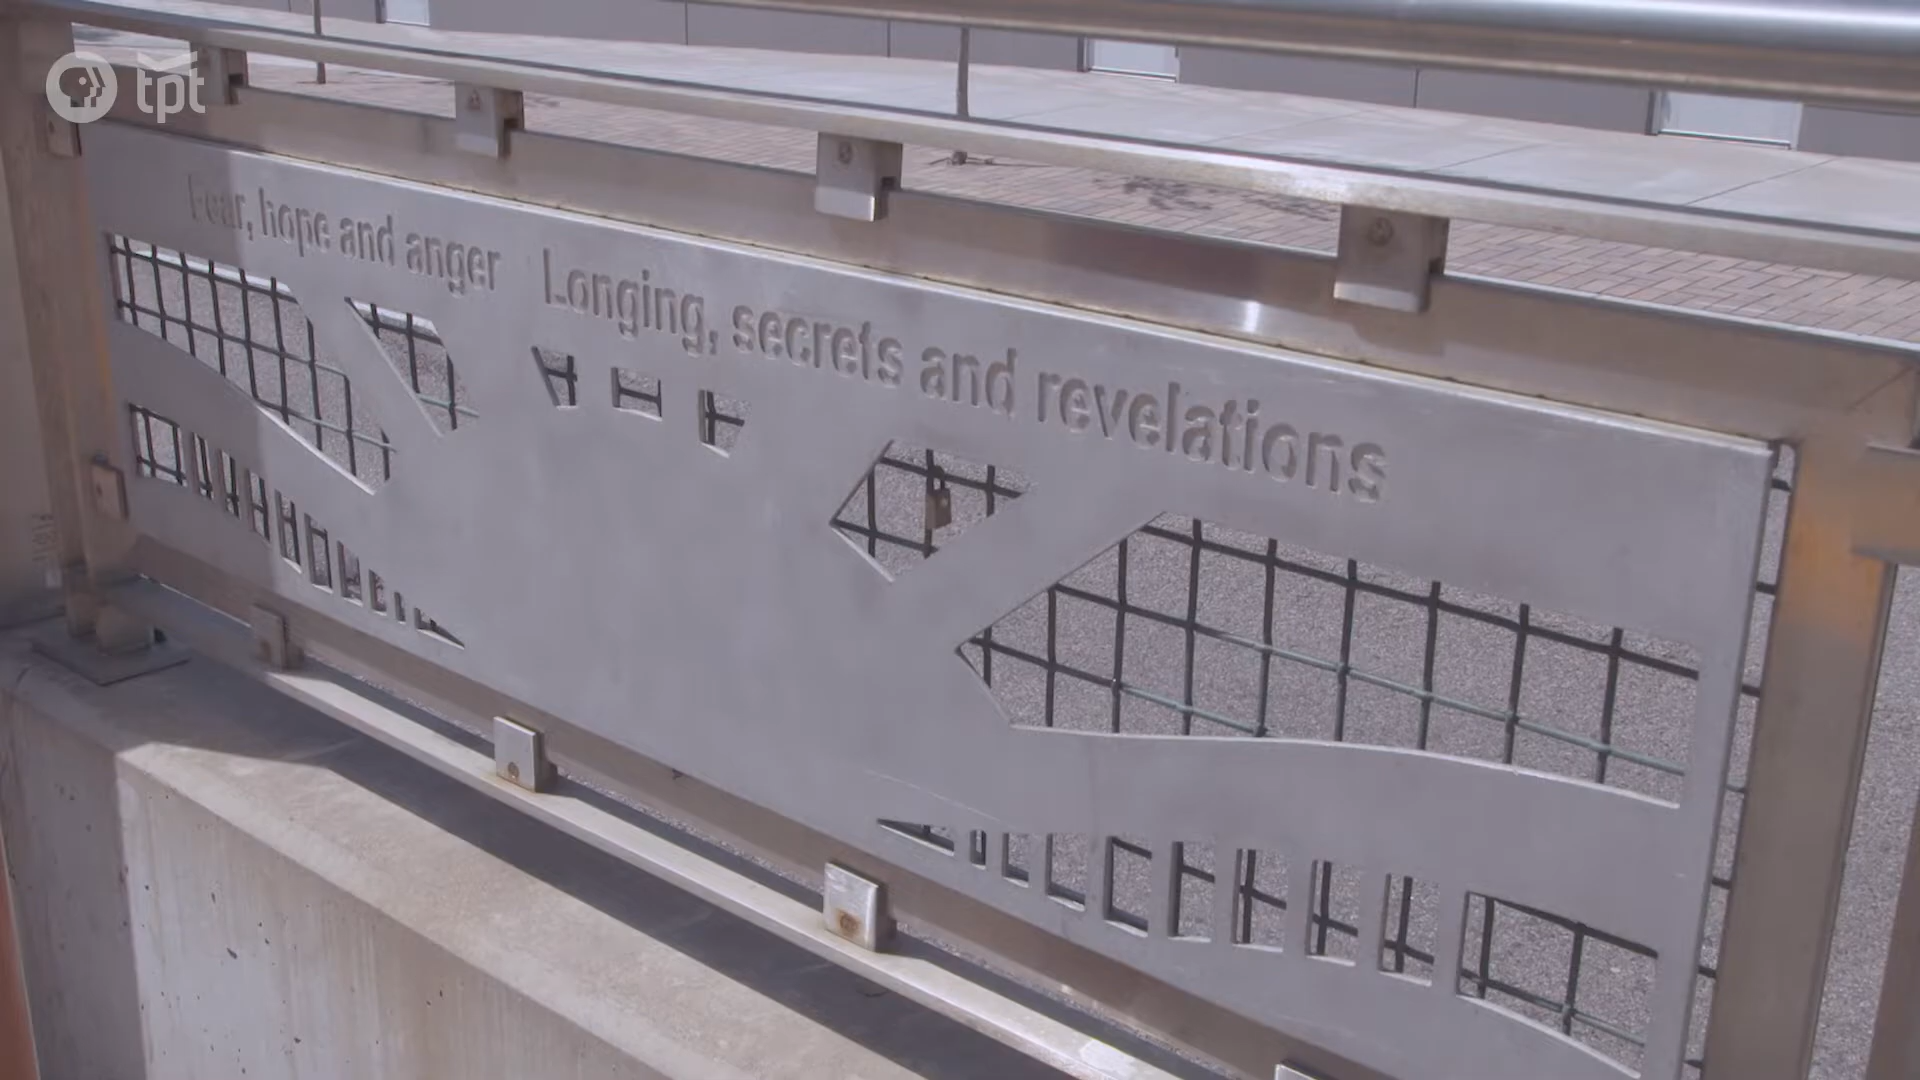 tpt
Fear, hope and anger
Longing, secrets and revelations